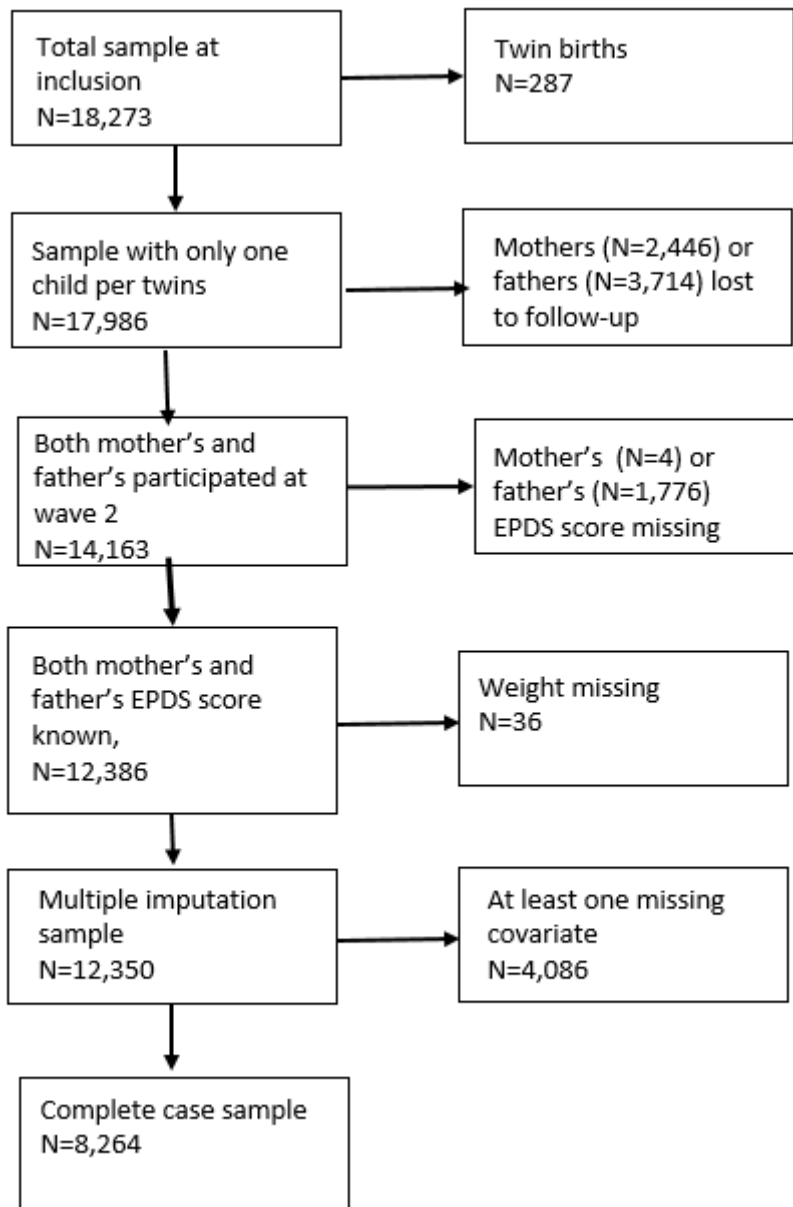 Total sample at
inclusion
N=18,273
Twin births
N=287
Sample with only one
child per twins
N=17,986
Mothers (N=2,446) or
fathers (N=3,714) lost
to follow-up
Both mother’s and
father’s participated at
wave 2
N=14,163
Mother’s  (N=4) or
father’s (N=1,776)
EPDS score missing
Both mother’s and
father’s EPDS score
known,
N=12,386
Weight missing
N=36
Multiple imputation
sample
N=12,350
At least one missing
covariate
N=4,086
Complete case sample
N=8,264